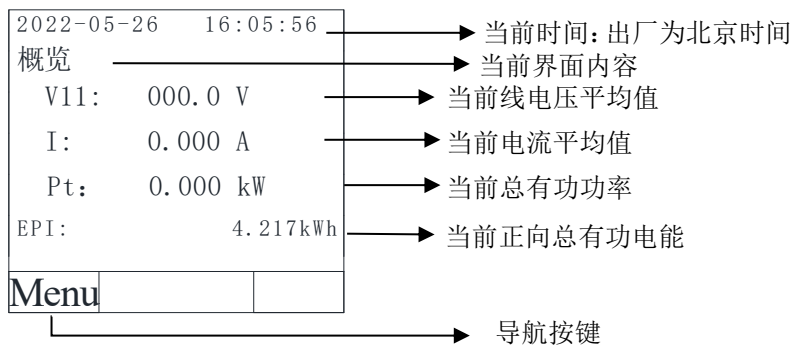 2022-05-26 16:05:56
当前时间：出厂为北京时间
概览
当前界面内容
V11: 000.0 V
当前线电压平均值
I: 0.000 A
当前电流平均值
Pt: 0.000 kW
当前总有功功率
EPI: 4.217kWh
当前正向总有功电能
Menu
导航按键